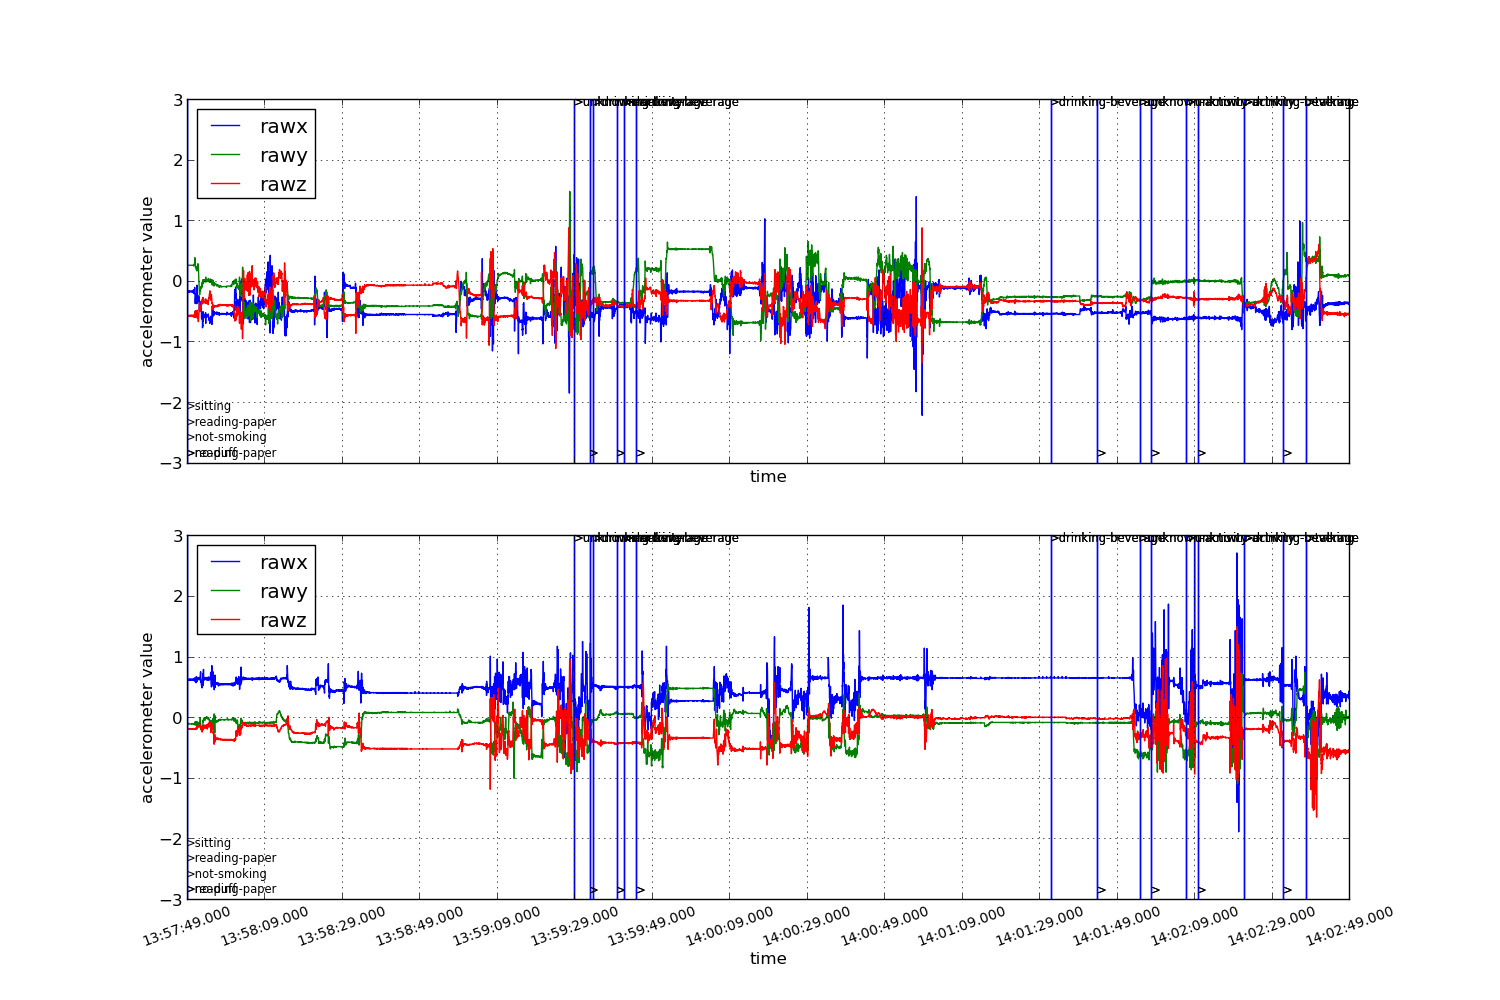 3
2
1
0
−1
−2
−3
accelerometer value
rawx
rawy
rawz
>drinking-beverage
>sitting
>reading-paper
>not-smoking
>reading-paper
>
>
>
>
>
>
>
time
3
2
1
0
−1
−2
−3
accelerometer value
rawx
rawy
rawz
>drinking-beverage
>sitting
>reading-paper
>not-smoking
>reading-paper
>
>
>
>
>
>
>
13:57:49.000 13:58:09.000 13:58:29.000 13:58:49.000 13:59:09.000 13:59:29.000 13:59:49.000 14:00:09.000 14:00:29.000 14:00:49.000 14:01:09.000 14:01:29.000 14:01:49.000 14:02:09.000 14:02:29.000 14:02:49.000
time